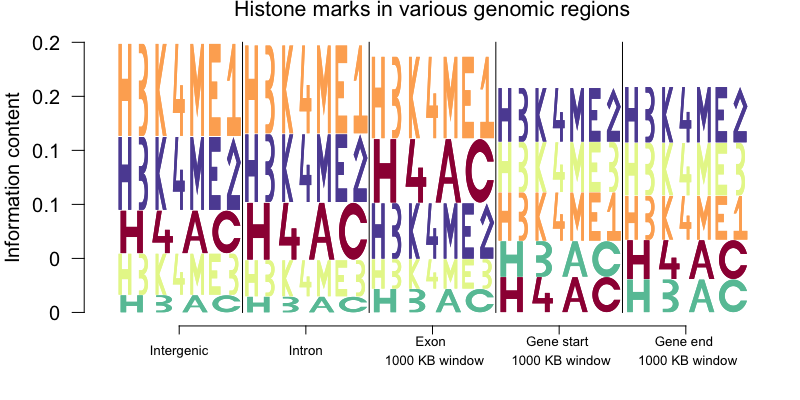 Histone marks in various genomic regions
Information content
0.2
0.2
0.1
0.1
0
0
H3K4ME1
H3K4ME2
H4AC
H3K4ME3
H3AC
H3K4ME1
H3K4ME2
H4AC
H3K4ME3
H3AC
H3K4ME1
H4AC
H3K4ME2
H3K4ME3
H3AC
H3K4ME2
H3K4ME3
H3K4ME1
H3AC
H4AC
H3K4ME2
H3K4ME3
H3K4ME1
H4AC
H3AC
Intergenic
Intron
Exon
1000 KB window
Gene start
1000 KB window
Gene end
1000 KB window